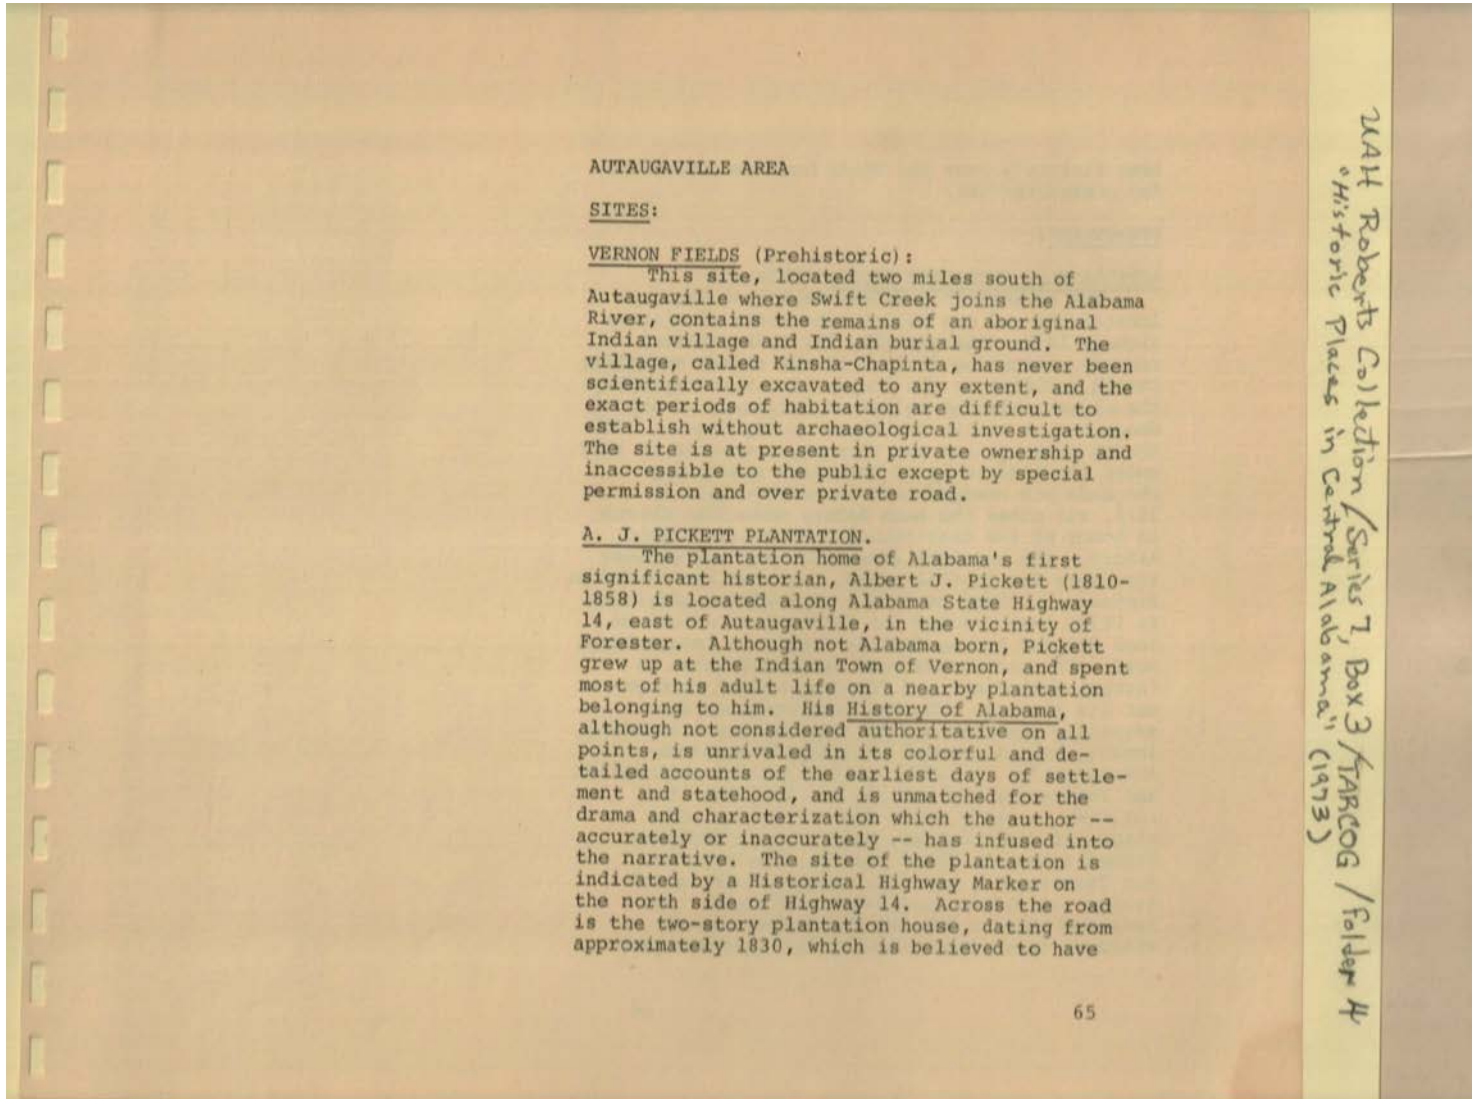 AUTAUGAVILLE AREA
SITES:
VERNON FIELDS (Prehistoric):
This site, located two miles south of
Autaugaville where Swift Creek joins the Alabama
River, contains the remains of an aboriginal
Indian village and Indian burial ground. The
village, called Kinsha-Chapinta, has never been
scientifically excavated to any extent, and the
exact periods of habitation are difficult to
establish without archaeological investigation.
The site is at present in private ownership and
inaccessible to the public except by special
permission and over private road.
A. J. PICKETT PLANTATION.
The plantation home of Alabama's first
significant historian, Albert J. Pickett (1810-
1858) is located along Alabama State Highway
14, east of Autaugaville, in the vicinity of
Forester. Although not Alabama born, Pickett
grew up at the Indian Town of Vernon, and spent
most of his adult life on a nearby plantation
belonging to him. His History of Alabama,
although not considered authoritative on all
points, is unrivaled in its colorful and de-
tailed accounts of the earliest days of settle-
ment and statehood, and is unmatched for the
drama and characterization which the author --
accurately or inaccurately -- has infused into
the narrative. The site of the plantation is
indicated by a Historical Highway Marker on
the north side of Highway 14. Across the road
is the two-story plantation house, dating from
approximately 1830, which is believed to have
65
UAH Roberts Collection/Series 7, Box 3/TARCOG/folder 4
"Historic Places in Central Alabama" (1973)